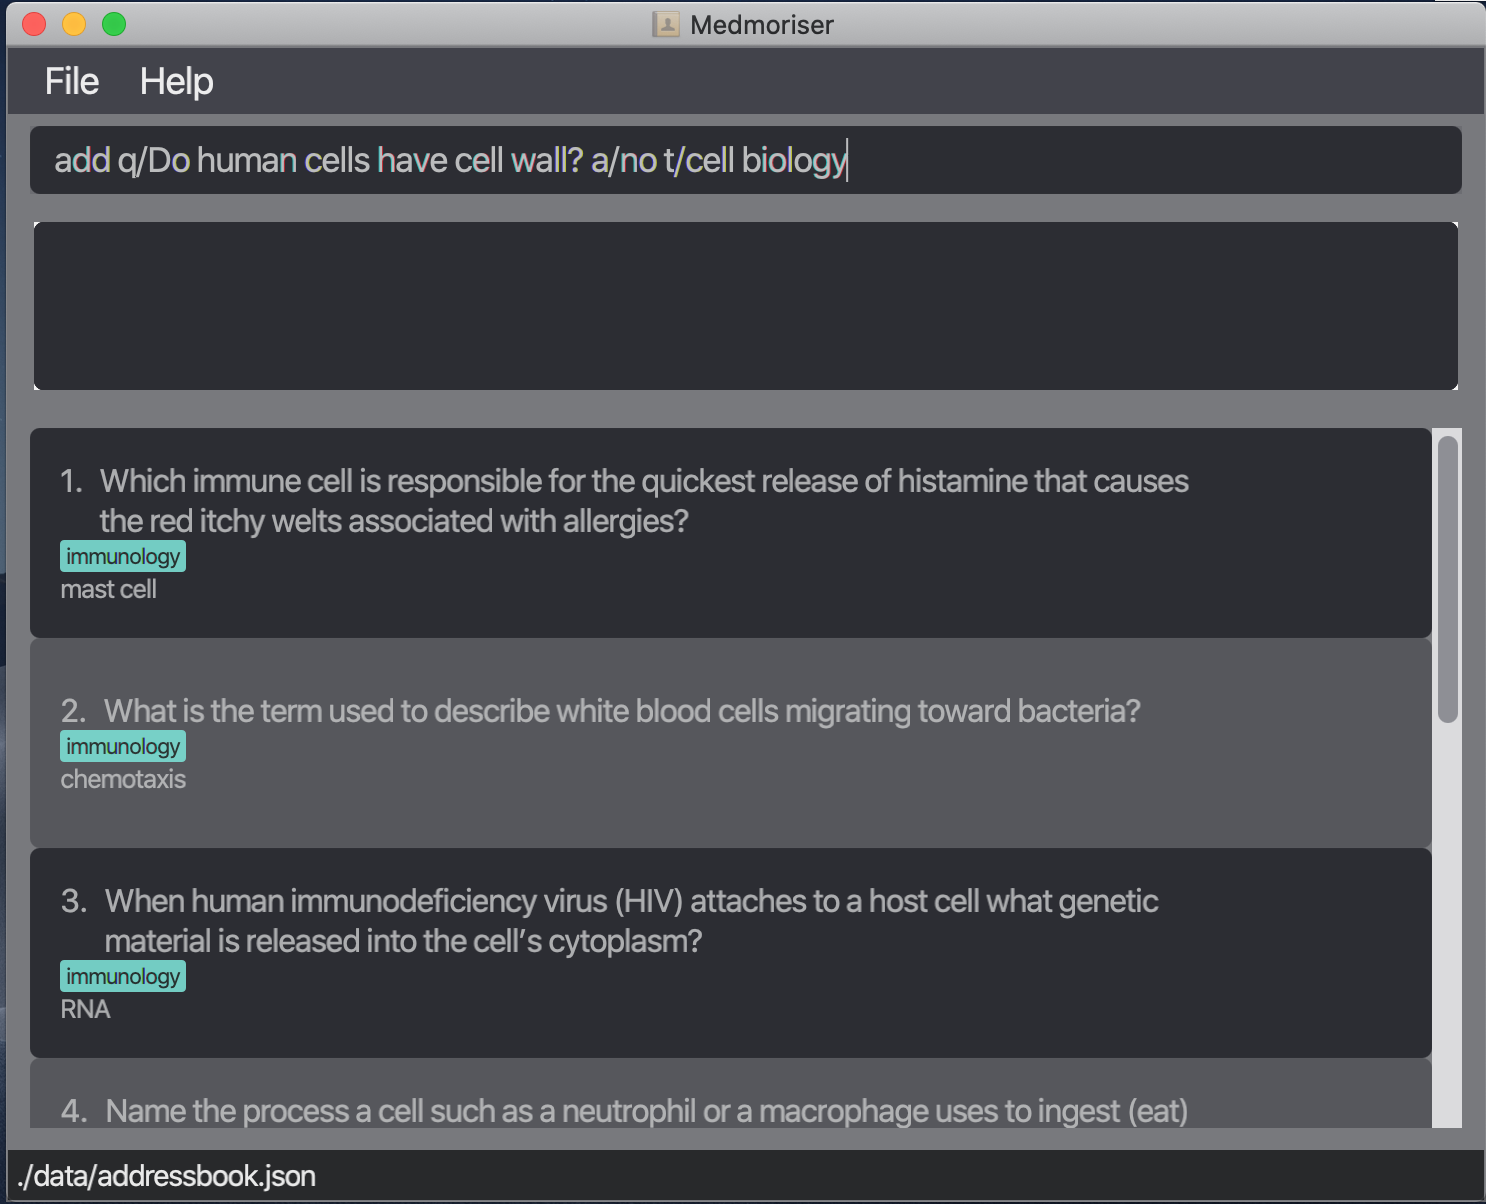 Medmoriser
File Help
add q/Do human cells have cell wall? a/no t/cell biology
1. Which immune cell is responsible for the quickest release of histamine that causes
the red itchy welts associated with allergies?
immunology
mast cell
2. What is the term used to describe white blood cells migrating toward bacteria?
immunology
chemotaxis
3. When human immunodeficiency virus (HIV) attaches to a host cell what genetic
material is released into the cell’s cytoplasm?
immunology
RNA
4. Name the process a cell such as a neutrophil or a macrophage uses to ingest (eat)
./data/addressbook.json